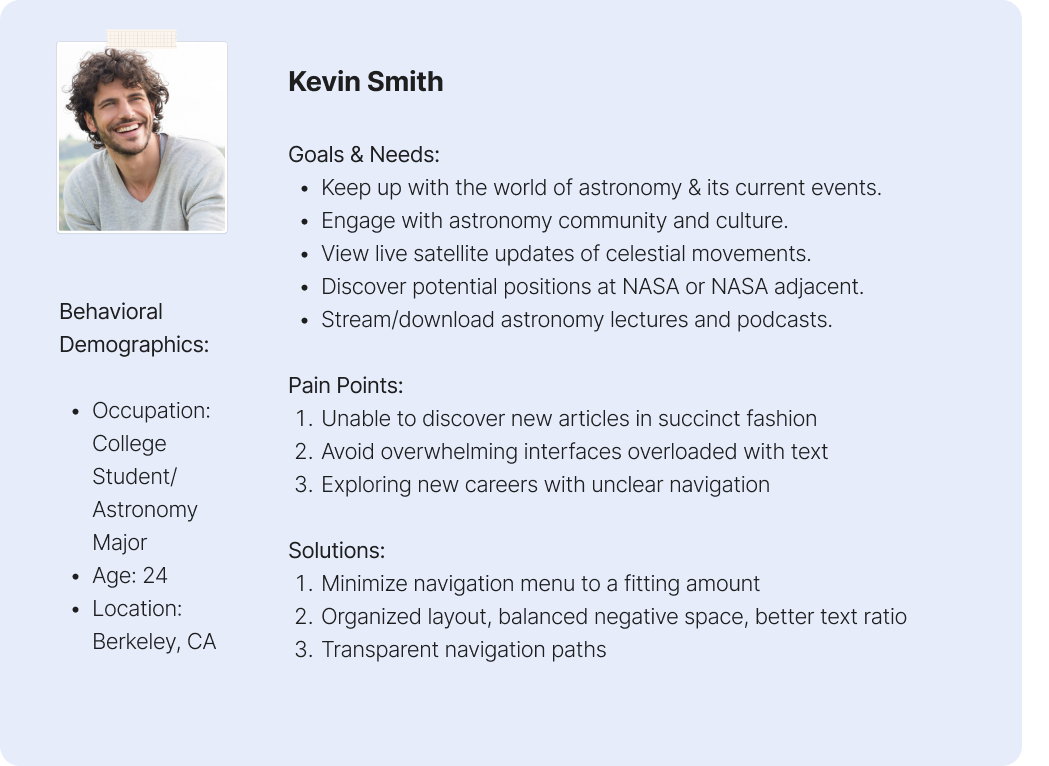 Kevin Smith
Goals & Needs:
• Keep up with the world of astronomy & its current events.
• Engage with astronomy community and culture.
• View live satellite updates of celestial movements.
• Discover potential positions at NASA or NASA adjacent.
• Stream/download astronomy lectures and podcasts.
Pain Points:
1. Unable to discover new articles in succinct fashion
2. Avoid overwhelming interfaces overloaded with text
3. Exploring new careers with unclear navigation
Solutions:
1. Minimize navigation menu to a fitting amount
2. Organized layout, balanced negative space, better text ratio
3. Transparent navigation paths
Behavioral
Demographics:
• Occupation:
College
Student/
Astronomy
Major
• Age: 24
• Location:
Berkeley, CA